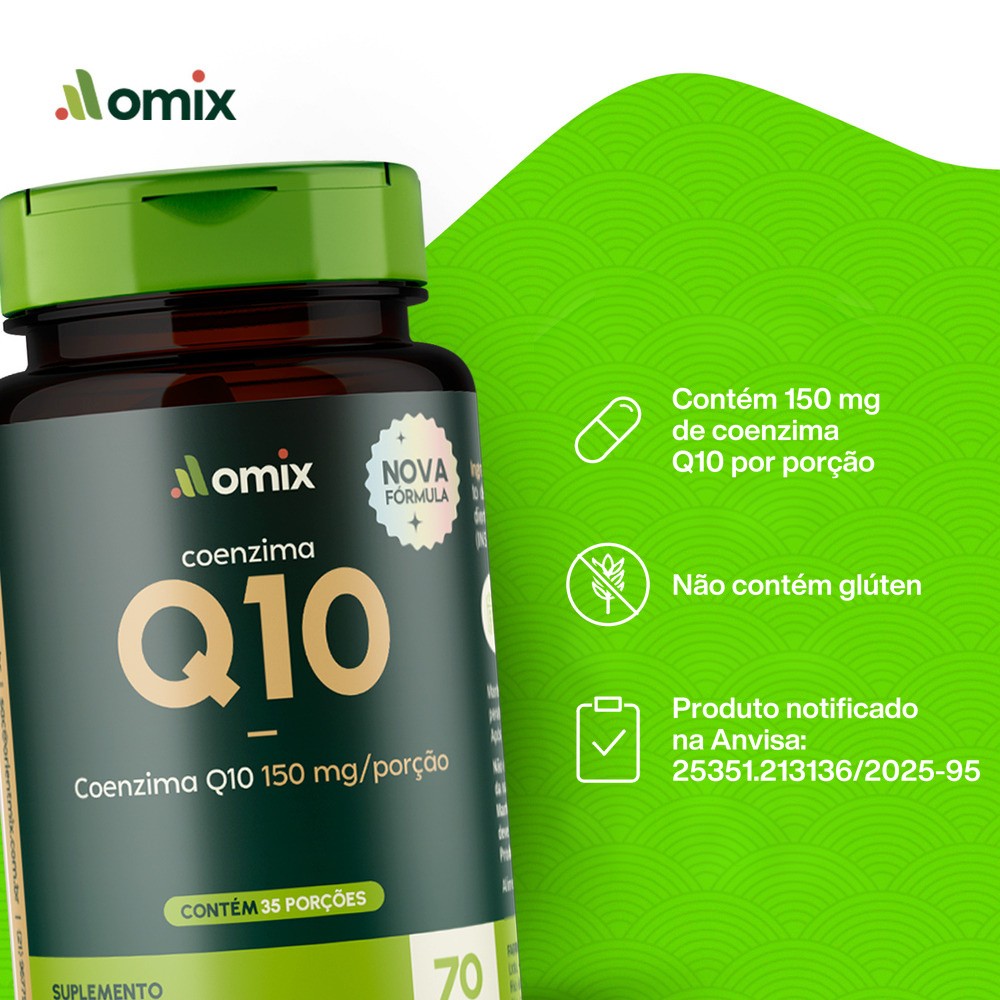 omix
omix
NOVA
FÓRMULA
coenzima
Q10
Coenzima Q10 150 mg/porção
CONTÉM 35 PORÇÕES
SUPLEMENTO
70
Contém 150 mg
de coenzima
Q10 por porção
Não contém glúten
Produto notificado
na Anvisa:
25351.213136/2025-95